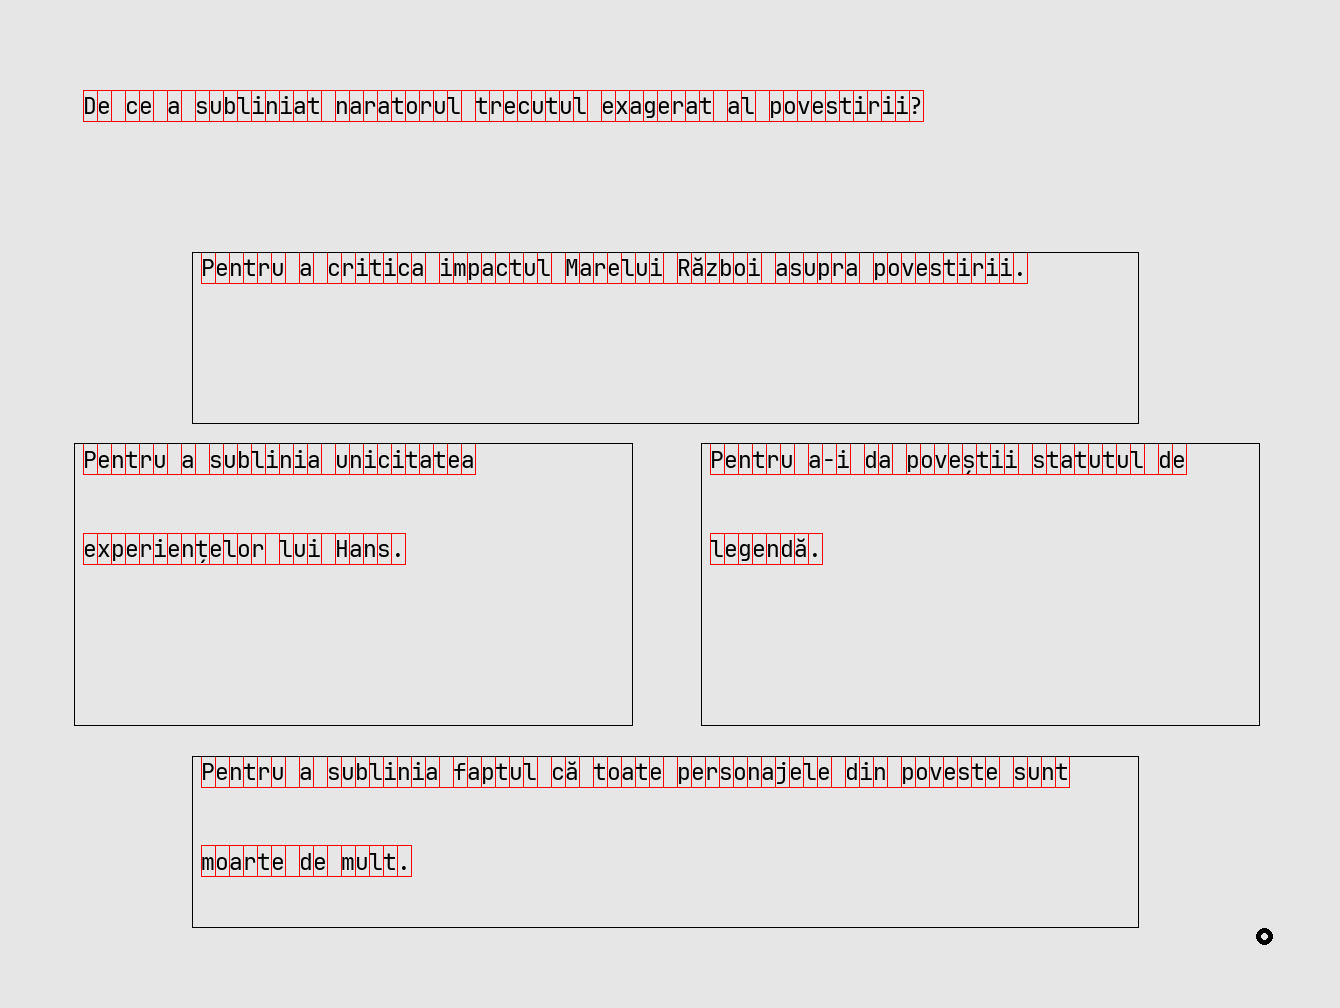 De ce a subliniat naratorul trecutul exagerat al povestirii?
Pentru a critica impactul Marelui Război asupra povestirii.
Pentru a sublinia unicitatea
experiențelor lui Hans.
Pentru a-i da poveștii statutul de
legendă.
Pentru a sublinia faptul că toate personajele din poveste sunt
moarte de mult.